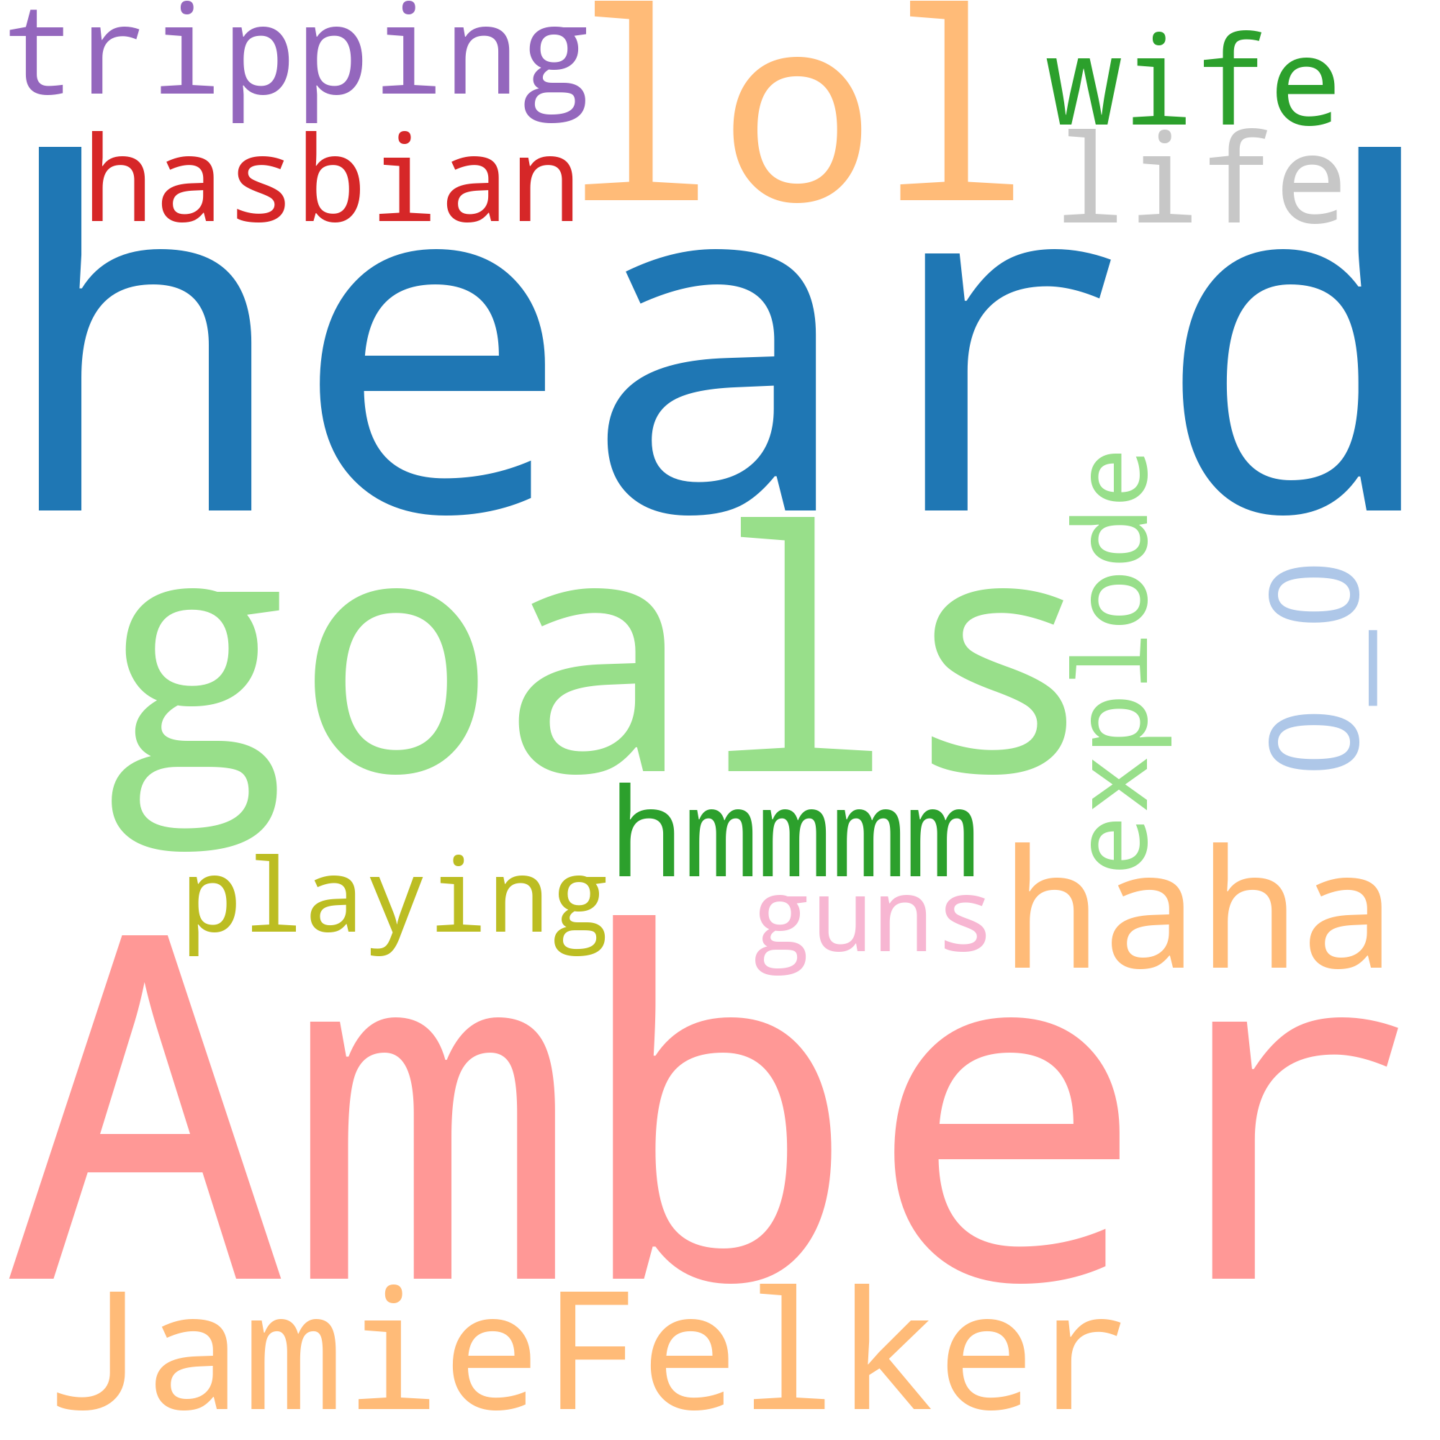 tripping
lol
wife
hasbian
life
heard
goals
explode
O_O
hmmmm
playing
guns
haha
Amber
JamieFelker